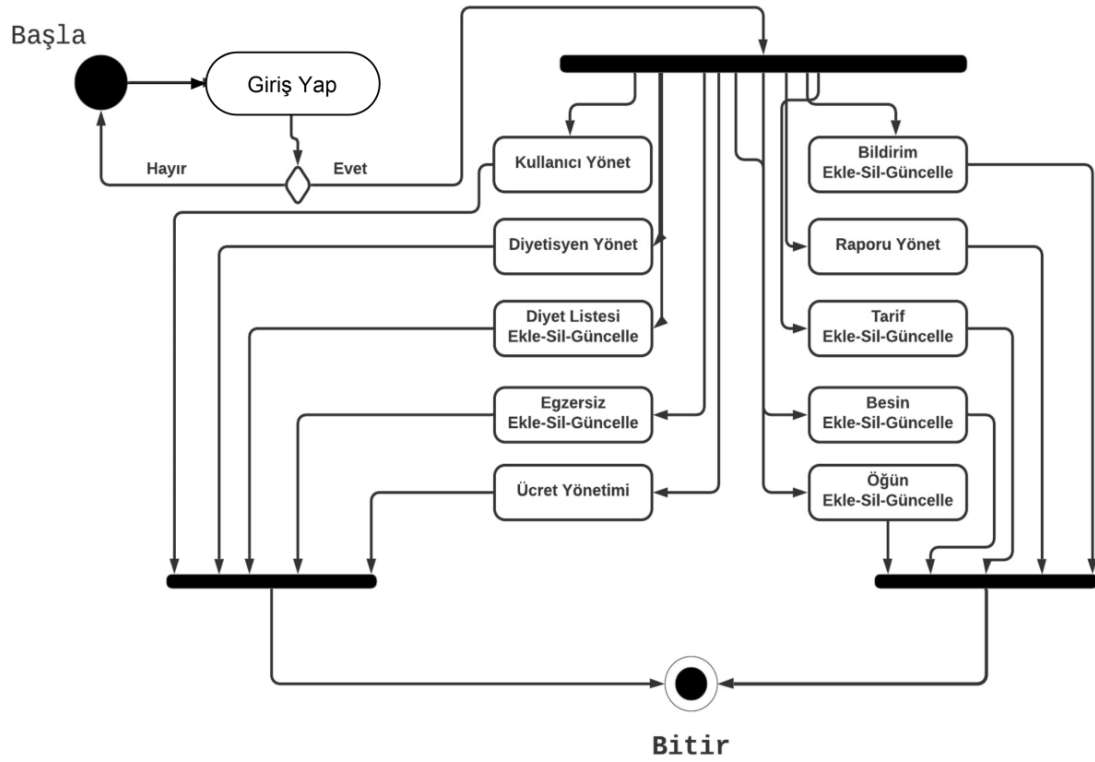 Başla
Giriş Yap
Hayır
Evet
Kullanıcı Yönet
Diyetisyen Yönet
Diyet Listesi
Ekle-Sil-Güncelle
Egzersiz
Ekle-Sil-Güncelle
Ücret Yönetimi
Bildirim
Ekle-Sil-Güncelle
Raporu Yönet
Tarif
Ekle-Sil-Güncelle
Besin
Ekle-Sil-Güncelle
Öğün
Ekle-Sil-Güncelle
Bitir